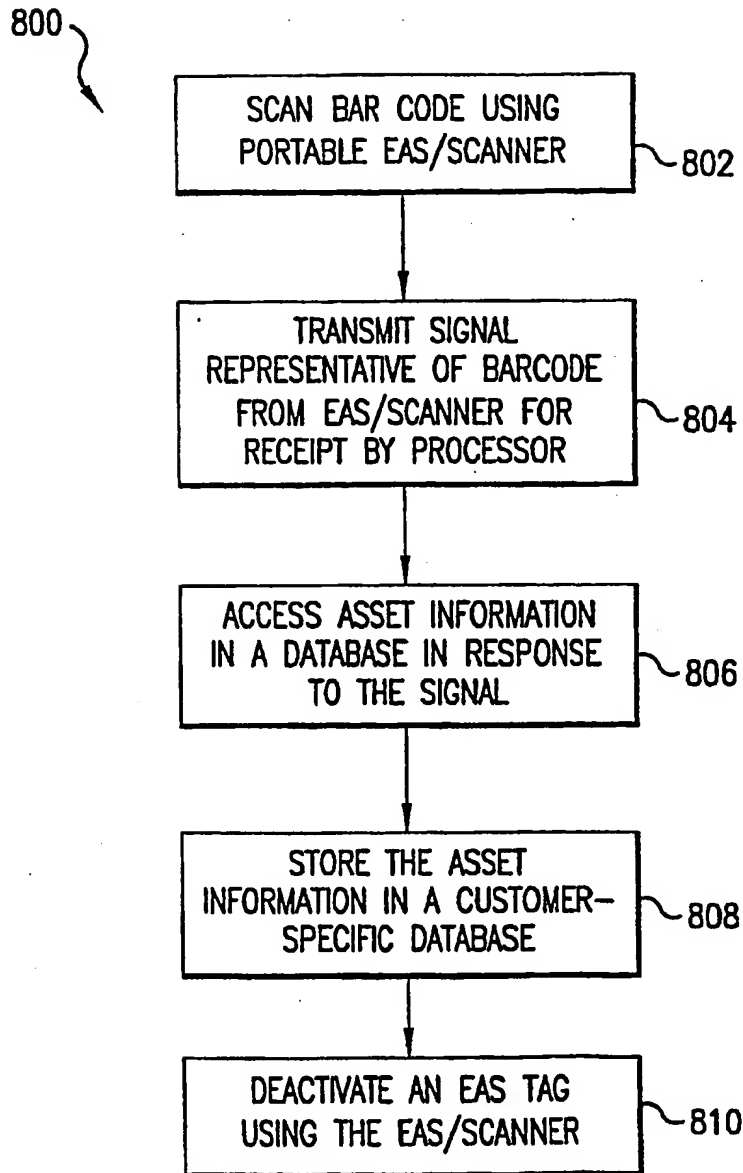 800
SCAN BAR CODE USING
PORTABLE EAS/SCANNER
802
TRANSMIT SIGNAL
REPRESENTATIVE OF BARCODE
FROM EAS/SCANNER FOR
RECEIPT BY PROCESSOR
804
ACCESS ASSET INFORMATION
IN A DATABASE IN RESPONSE
TO THE SIGNAL
806
STORE THE ASSET
INFORMATION IN A CUSTOMER-
SPECIFIC DATABASE
808
DEACTIVATE AN EAS TAG
USING THE EAS/SCANNER
810